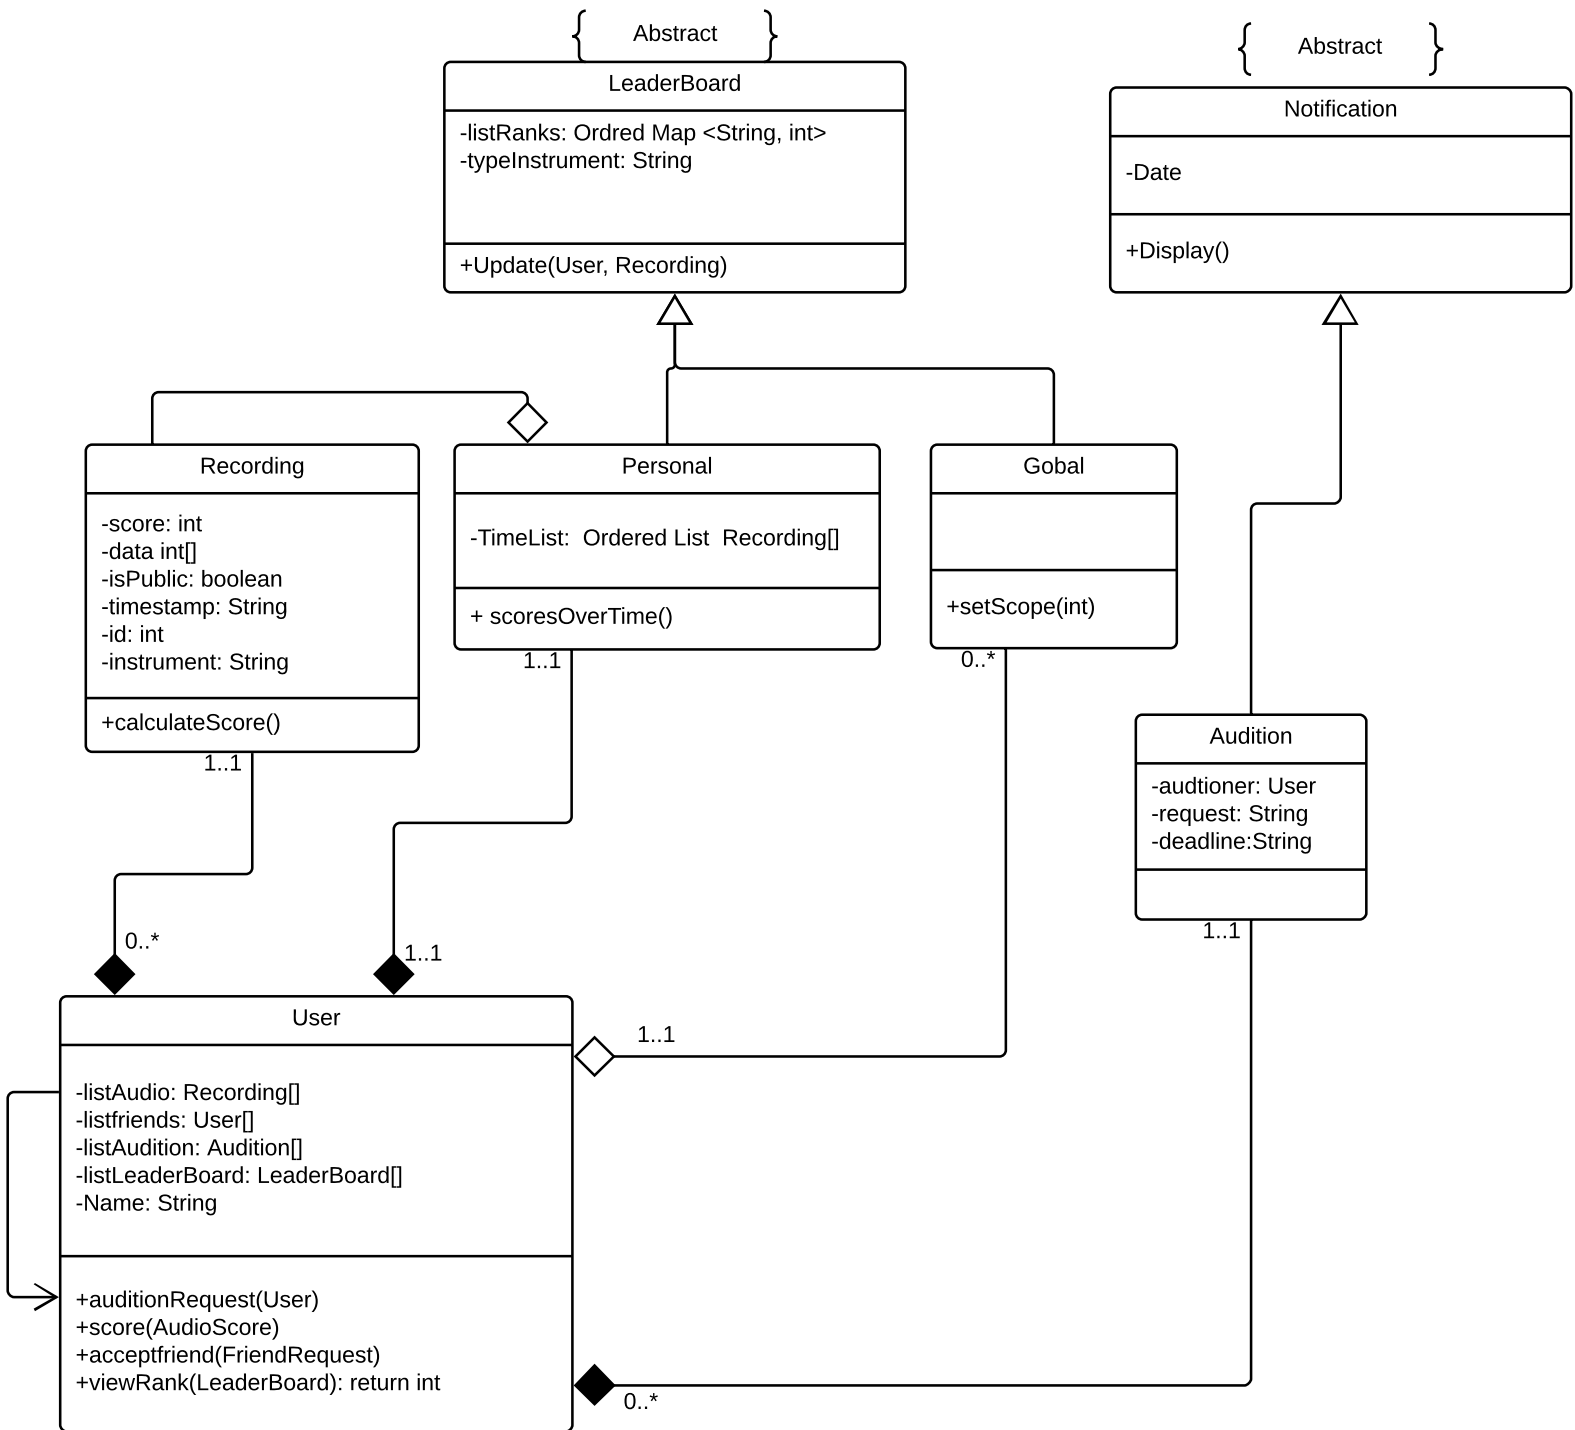 Abstract
LeaderBoard
-listRanks: Ordred Map <String, int>
-typeInstrument: String
+Update(User, Recording)
Abstract
Notification
-Date
+Display()
Recording
-score: int
-data int[]
-isPublic: boolean
-timestamp: String
-id: int
-instrument: String
+calculateScore()
1..1
Personal
-TimeList:  Ordered List  Recording[]
+ scoresOverTime()
1..1
Gobal
+setScope(int)
0..*
Audition
-audtioner: User
-request: String
-deadline:String
1..1
0..*
1..1
1..1
User
-listAudio: Recording[]
-listfriends: User[]
-listAudition: Audition[]
-listLeaderBoard: LeaderBoard[]
-Name: String
+auditionRequest(User)
+score(AudioScore)
+acceptfriend(FriendRequest)
+viewRank(LeaderBoard): return int
0..*